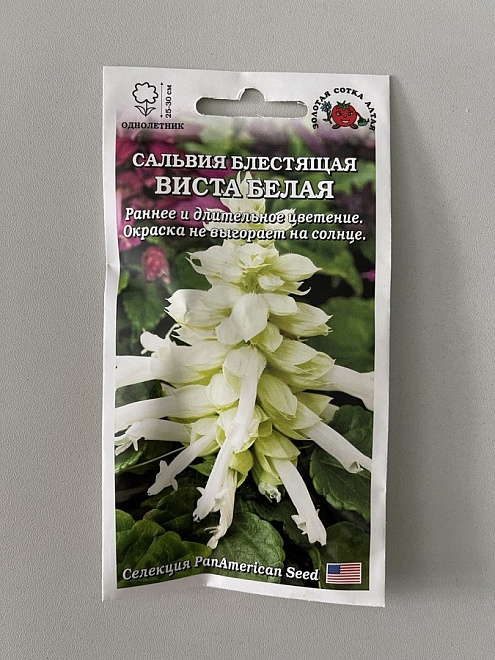 25-30 см
ОДНОЛЕТНИК
ЗОЛОТАЯ СОТКА АЛТАЯ
САЛЬВИЯ БЛЕСТЯЩАЯ
ВИСТА БЕЛАЯ
Раннее и длительное цветение.
Окраска не выгорает на солнце.
Селекция PanAmerican Seed